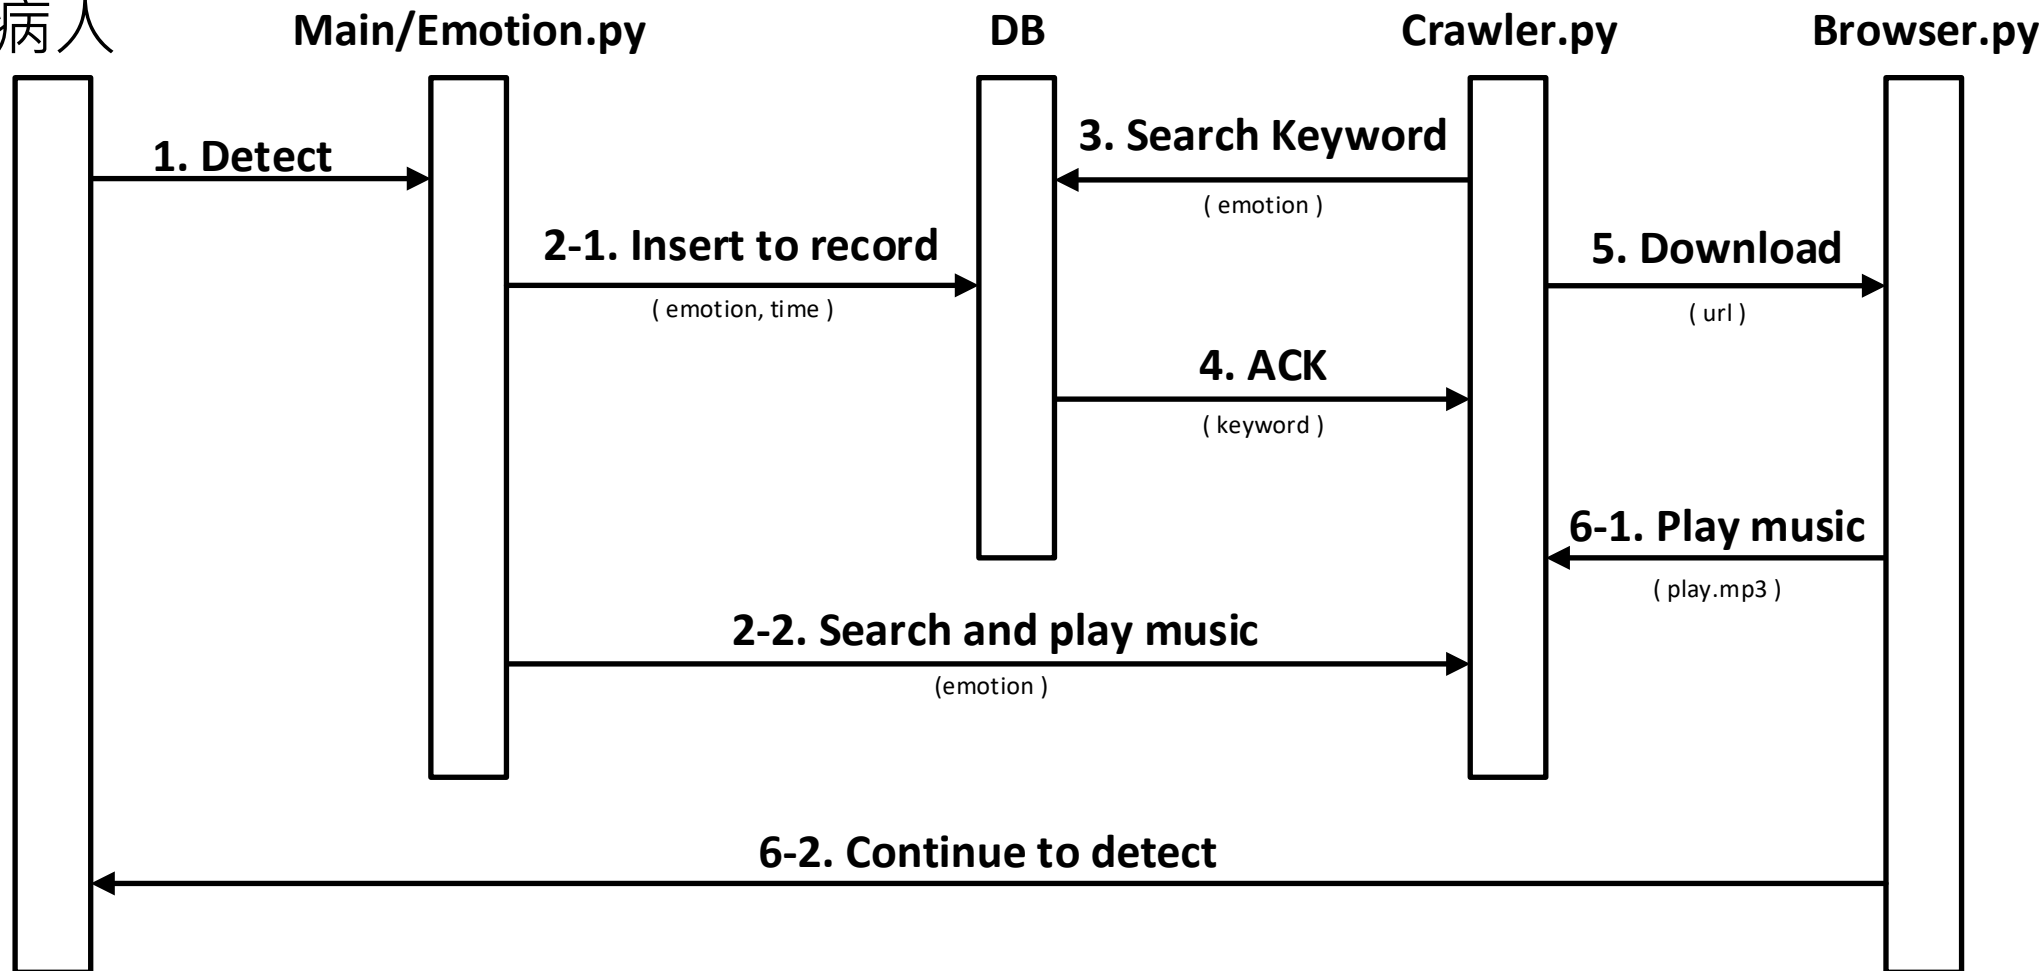 病人
Main/Emotion.py
DB
Crawler.py
Browser.py
1. Detect
3. Search Keyword
( emotion )
2-1. Insert to record
( emotion, time )
5. Download
( url )
4. ACK
( keyword )
6-1. Play music
( play.mp3 )
2-2. Search and play music
(emotion )
6-2. Continue to detect